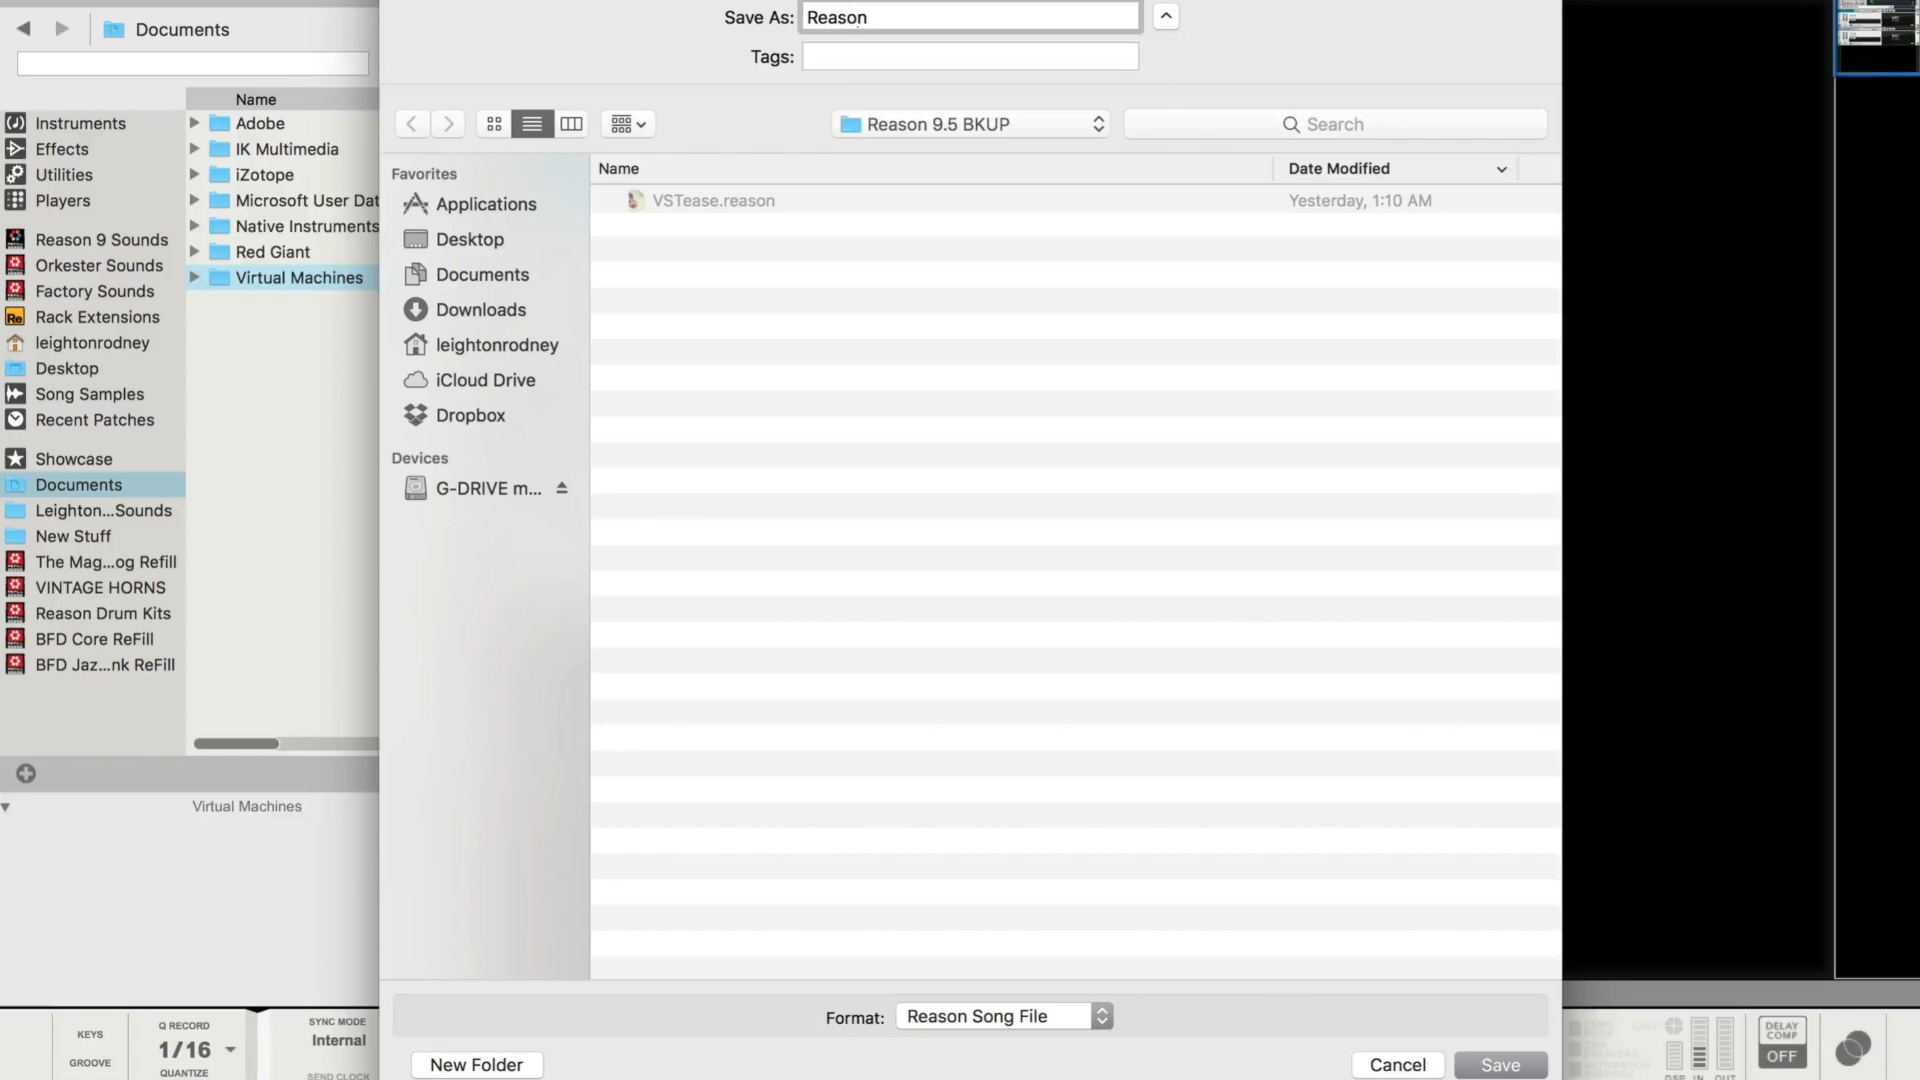 Documents
Name
Instruments
Effects
Utilities
Players
Reason 9 Sounds
Orkester Sounds
Factory Sounds
Rack Extensions
leightonrodney
Desktop
Song Samples
Recent Patches
Showcase
Documents
Leighton...Sounds
New Stuff
The Mag...og Refill
VINTAGE HORNS
Reason Drum Kits
BFD Core ReFill
BFD Jaz...nk ReFill
Adobe
IK Multimedia
iZotope
Microsoft User Dat
Native Instruments
Red Giant
Virtual Machines
Virtual Machines
Save As: Reason
Tags:
Reason 9.5 BKUP
Search
Favorites
Applications
Desktop
Documents
Downloads
leightonrodney
iCloud Drive
Dropbox
Devices
G-DRIVE m...
Name
Date Modified
VSTease.reason
Yesterday, 1:10 AM
Format: Reason Song File
New Folder
Cancel
Save
KEYS
GROOVE
Q RECORD
1/16
QUANTIZE
SYNC MODE
Internal
SEND CLOCK
DELAY
COMP
OFF
DSP IN OUT